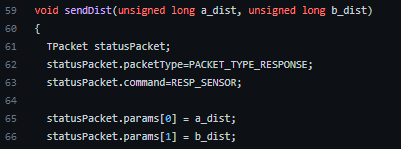 59 void sendDist(unsigned long a_dist, unsigned long b_dist)
60 {
61 TPacket statusPacket;
62 statusPacket.packetType=PACKET_TYPE_RESPONSE;
63 statusPacket.command=RESP_SENSOR;
64
65 statusPacket.params[0] = a_dist;
66 statusPacket.params[1] = b_dist;